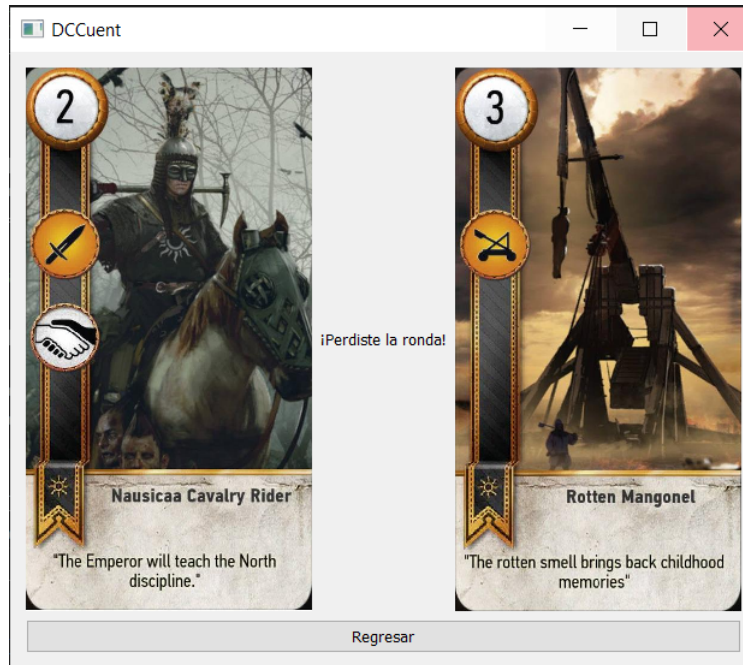 DCCuent
2
Nausicaa Cavalry Rider
"The Emperor will teach the North
discipline."
¡Perdiste la ronda!
3
Rotten Mangonel
"The rotten smell brings back childhood
memories"
Regresar